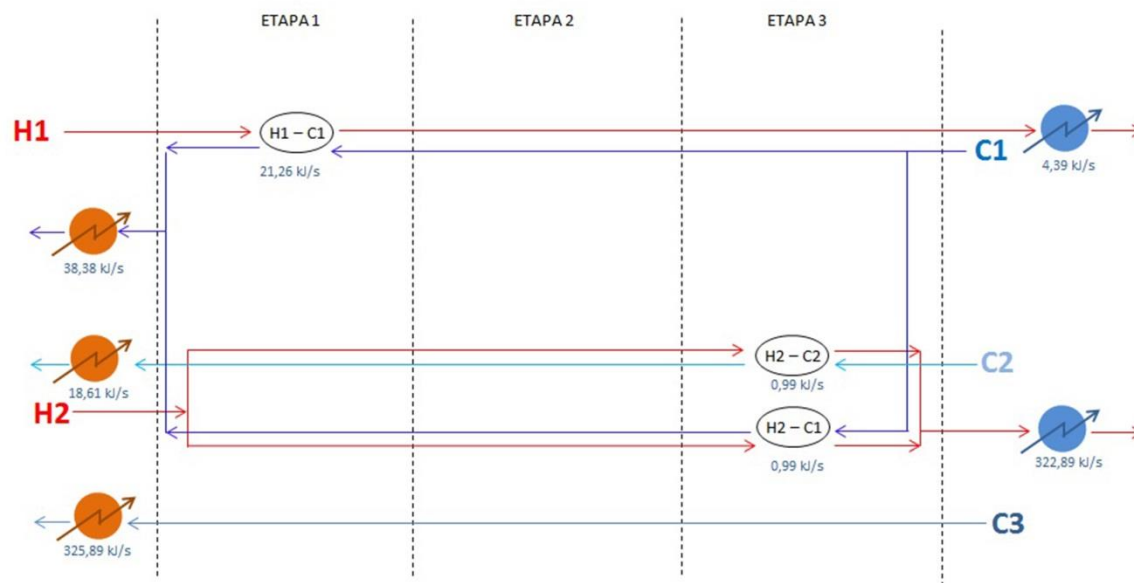 ETAPA 1
ETAPA 2
ETAPA 3
H1
H1 – C1
21,26 kJ/s
C1
4,39 kJ/s
38,38 kJ/s
H2 – C2
0,99 kJ/s
C2
18,61 kJ/s
H2
H2 – C1
0,99 kJ/s
322,89 kJ/s
C3
325,89 kJ/s